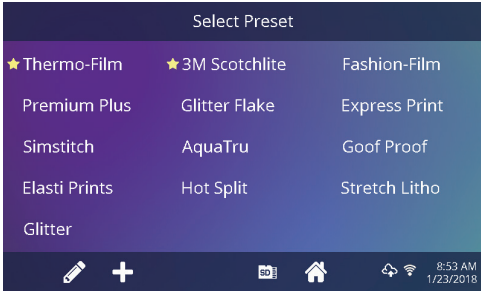 Select Preset
Thermo-Film 3M Scotchlite Fashion-Film
Premium Plus Glitter Flake Express Print
Simstitch AquaTru Goof Proof
Elasti Prints Hot Split Stretch Litho
Glitter
SD 8:53 AM
1/23/2018